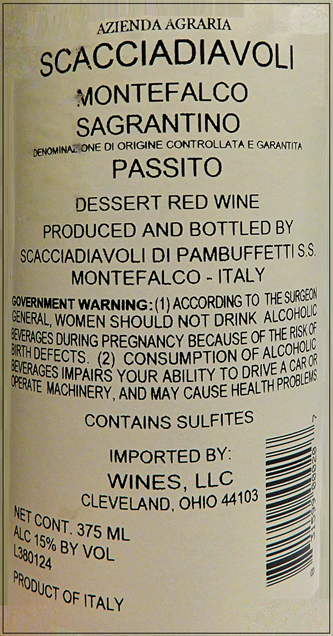 AZIENDA AGRARIA
SCACCIADIAVOLI
MONTEFALCO
SAGRANTINO
DENOMINAZIONE DI ORIGINE CONTROLLATA E GARANTITA
PASSITO
DESSERT RED WINE
PRODUCED AND BOTTLED BY
SCACCIADIAVOLI DI PAMBUFFETTI S.S.
MONTEFALCO - ITALY
GOVERNMENT WARNING: (1) ACCORDING TO THE SURGEON
GENERAL, WOMEN SHOULD NOT DRINK ALCOHOLIC
BEVERAGES DURING PREGNANCY BECAUSE OF THE RISK OF
BIRTH DEFECTS. (2) CONSUMPTION OF ALCOHOLIC
BEVERAGES IMPAIRS YOUR ABILITY TO DRIVE A CAR OR
OPERATE MACHINERY, AND MAY CAUSE HEALTH PROBLEMS
CONTAINS SULFITES
IMPORTED BY:
WINES, LLC
CLEVELAND, OHIO 44103
NET CONT. 375 ML
ALC 15% BY VOL
L380124
PRODUCT OF ITALY